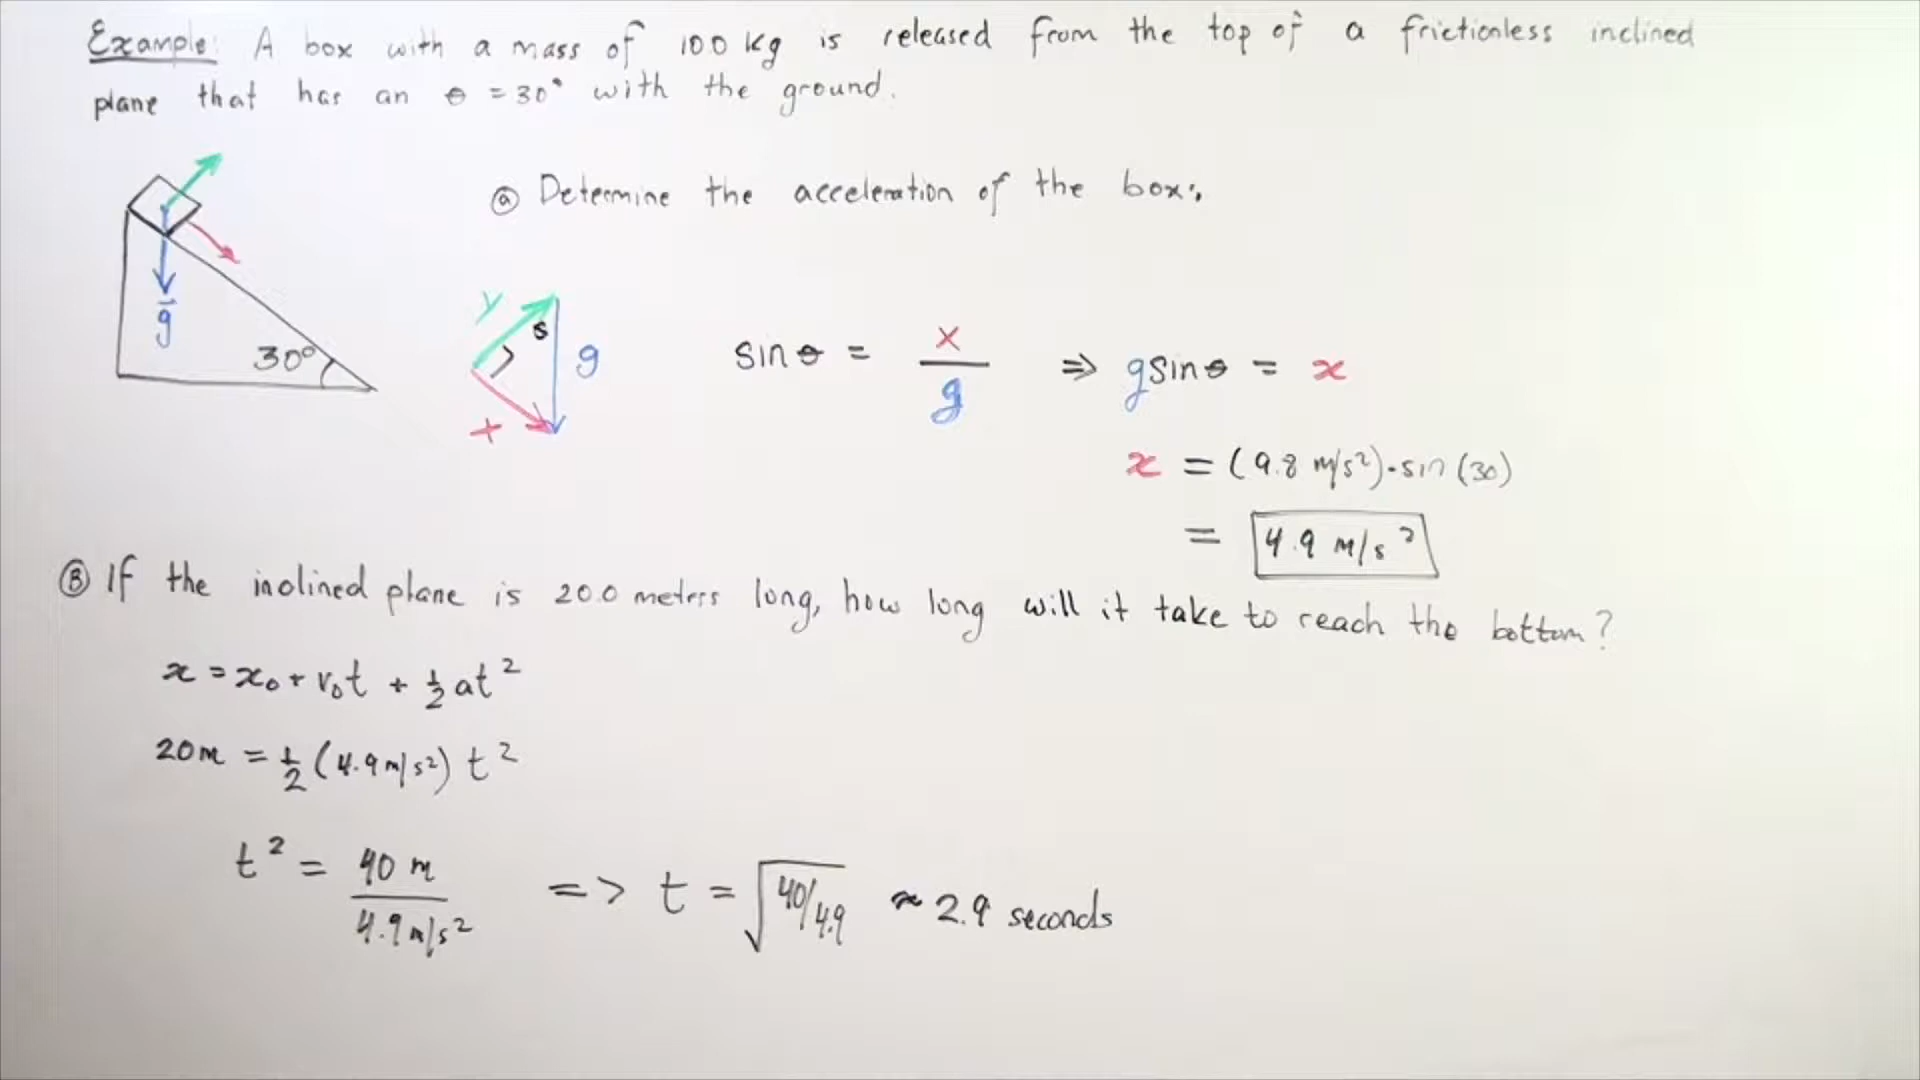 Example: A box with a mass of 10.0 kg is released from the top of a frictionless inclined
plane that has an θ = 30° with the ground.
ⓐ Determine the acceleration of the box:
g
30°
y
g
x
sin θ = x/g ⇒ g sin θ = x
x = (9.8 m/s²)·sin(30)
= 4.9 m/s²
Ⓑ If the inclined plane is 20.0 meters long, how long will it take to reach the bottom?
x = x₀ + v₀t + ½at²
20m = ½(4.9m/s²) t²
t² = 40 m / 4.9 m/s² => t = √40/4.9 ≈ 2.9 seconds